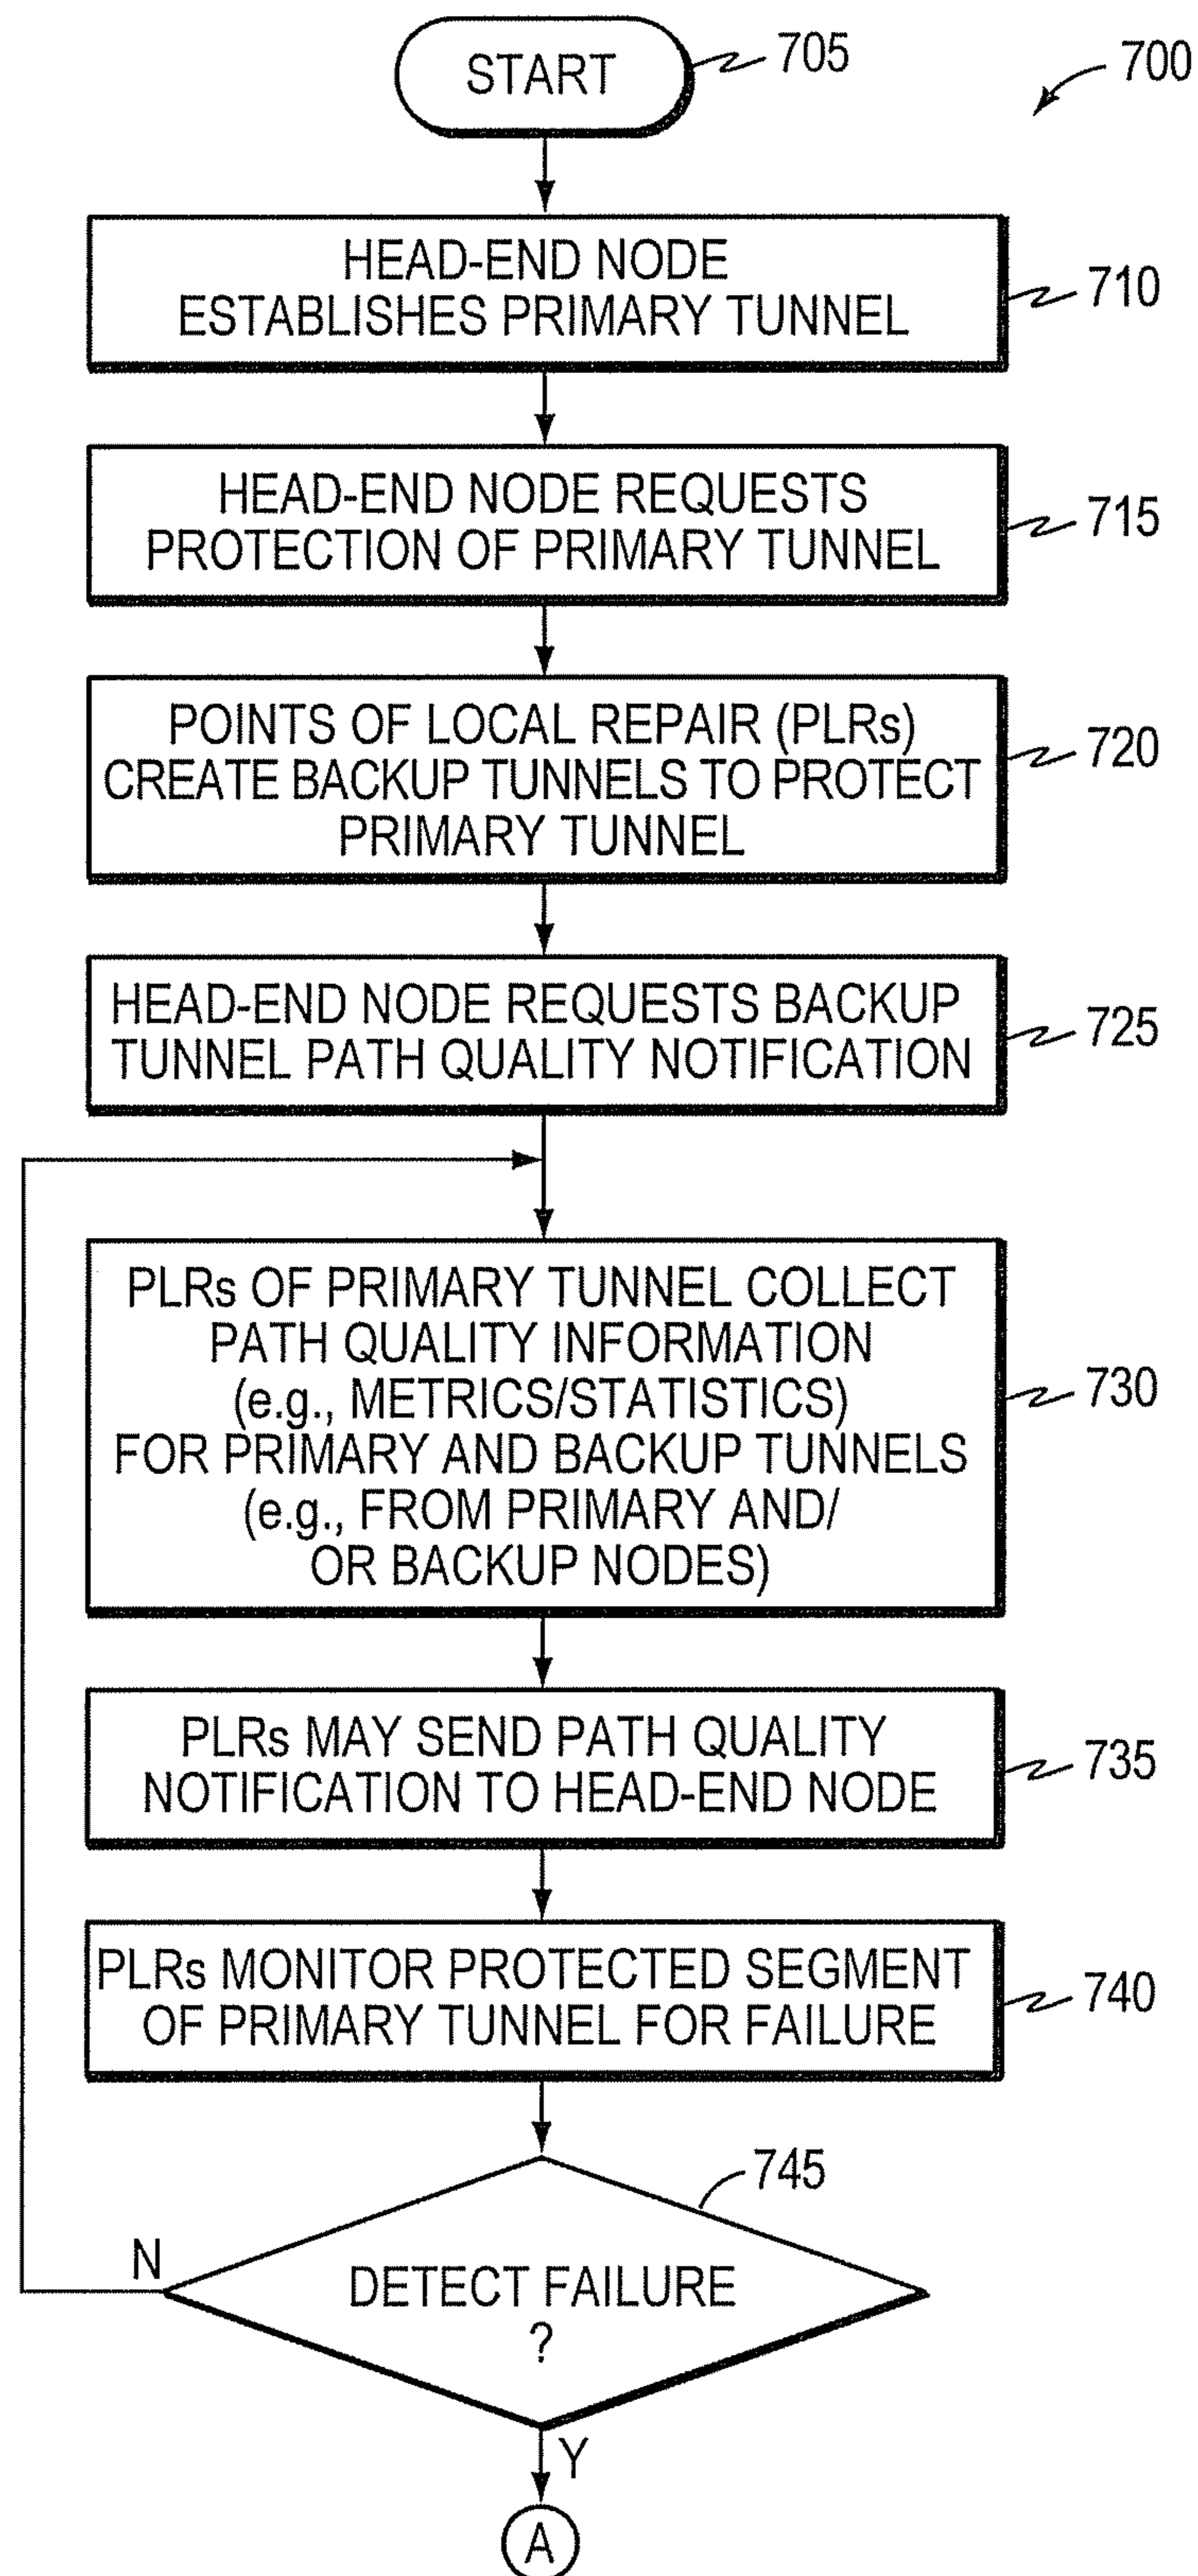 START
705
700
HEAD-END NODE
ESTABLISHES PRIMARY TUNNEL
710
HEAD-END NODE REQUESTS
PROTECTION OF PRIMARY TUNNEL
715
POINTS OF LOCAL REPAIR (PLRs)
CREATE BACKUP TUNNELS TO PROTECT
PRIMARY TUNNEL
720
HEAD-END NODE REQUESTS BACKUP
TUNNEL PATH QUALITY NOTIFICATION
725
PLRs OF PRIMARY TUNNEL COLLECT
PATH QUALITY INFORMATION
(e.g., METRICS/STATISTICS)
FOR PRIMARY AND BACKUP TUNNELS
(e.g., FROM PRIMARY AND/
OR BACKUP NODES)
730
PLRs MAY SEND PATH QUALITY
NOTIFICATION TO HEAD-END NODE
735
PLRs MONITOR PROTECTED SEGMENT
OF PRIMARY TUNNEL FOR FAILURE
740
745
N
DETECT FAILURE
?
Y
A